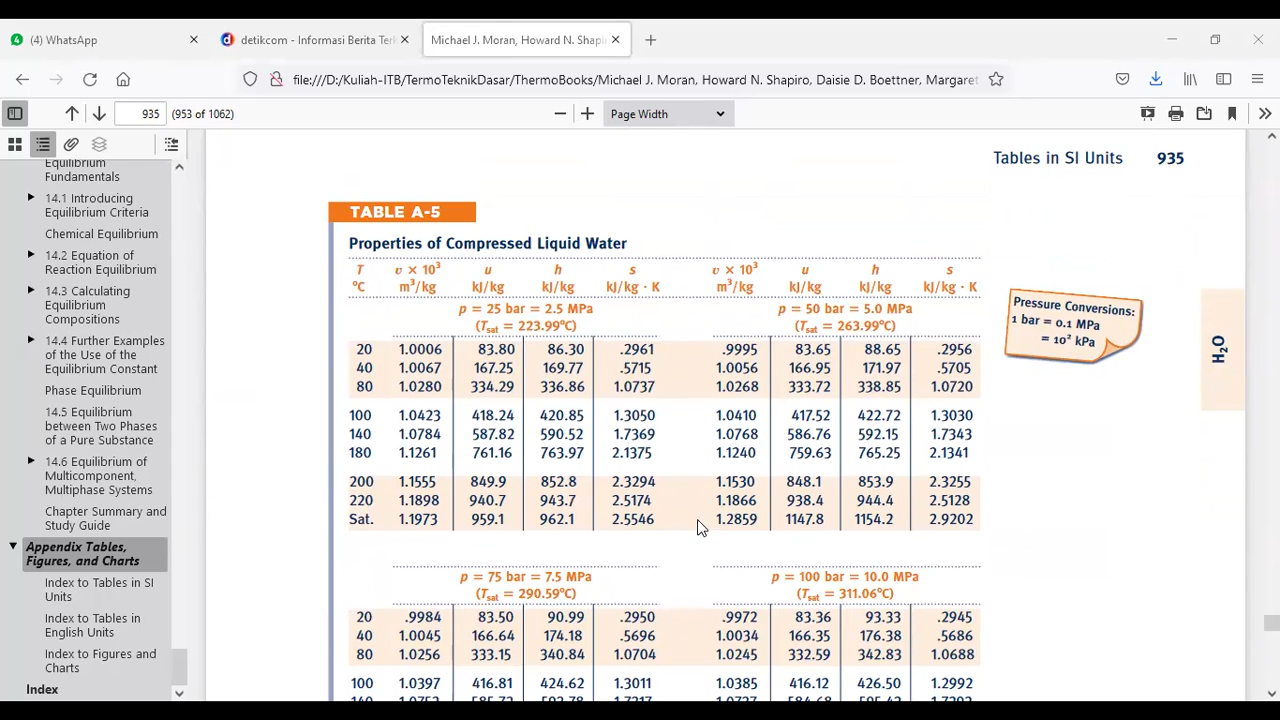 (4) WhatsApp
detikcom - Informasi Berita Ter
Michael J. Moran, Howard N. Shapi
file:///D:/Kuliah-ITB/TermoTeknikDasar/ThermoBooks/Michael J. Moran, Howard N. Shapiro, Daisie D. Boettner, Margaret
935 (953 of 1062)
Page Width
Equilibrium
Fundamentals
14.1 Introducing
Equilibrium Criteria
Chemical Equilibrium
14.2 Equation of
Reaction Equilibrium
14.3 Calculating
Equilibrium
Compositions
14.4 Further Examples
of the Use of the
Equilibrium Constant
Phase Equilibrium
14.5 Equilibrium
between Two Phases
of a Pure Substance
14.6 Equilibrium of
Multicomponent,
Multiphase Systems
Chapter Summary and
Study Guide
Appendix Tables,
Figures, and Charts
Index to Tables in SI
Units
Index to Tables in
English Units
Index to Figures and
Charts
Index
Tables in SI Units 935
TABLE A-5
Properties of Compressed Liquid Water
T v × 10³ u h s v × 10³ u h s
°C m³/kg kJ/kg kJ/kg kJ/kg · K m³/kg kJ/kg kJ/kg kJ/kg · K
p = 25 bar = 2.5 MPa p = 50 bar = 5.0 MPa
(Tsat = 223.99°C) (Tsat = 263.99°C)
20 1.0006 83.80 86.30 .2961 .9995 83.65 88.65 .2956
40 1.0067 167.25 169.77 .5715 1.0056 166.95 171.97 .5705
80 1.0280 334.29 336.86 1.0737 1.0268 333.72 338.85 1.0720
100 1.0423 418.24 420.85 1.3050 1.0410 417.52 422.72 1.3030
140 1.0784 587.82 590.52 1.7369 1.0768 586.76 592.15 1.7343
180 1.1261 761.16 763.97 2.1375 1.1240 759.63 765.25 2.1341
200 1.1555 849.9 852.8 2.3294 1.1530 848.1 853.9 2.3255
220 1.1898 940.7 943.7 2.5174 1.1866 938.4 944.4 2.5128
Sat. 1.1973 959.1 962.1 2.5546 1.2859 1147.8 1154.2 2.9202
p = 75 bar = 7.5 MPa p = 100 bar = 10.0 MPa
(Tsat = 290.59°C) (Tsat = 311.06°C)
20 .9984 83.50 90.99 .2950 .9972 83.36 93.33 .2945
40 1.0045 166.64 174.18 .5696 1.0034 166.35 176.38 .5686
80 1.0256 333.15 340.84 1.0704 1.0245 332.59 342.83 1.0688
100 1.0397 416.81 424.62 1.3011 1.0385 416.12 426.50 1.2992
Pressure Conversions:
1 bar = 0.1 MPa
= 10² kPa
H₂O